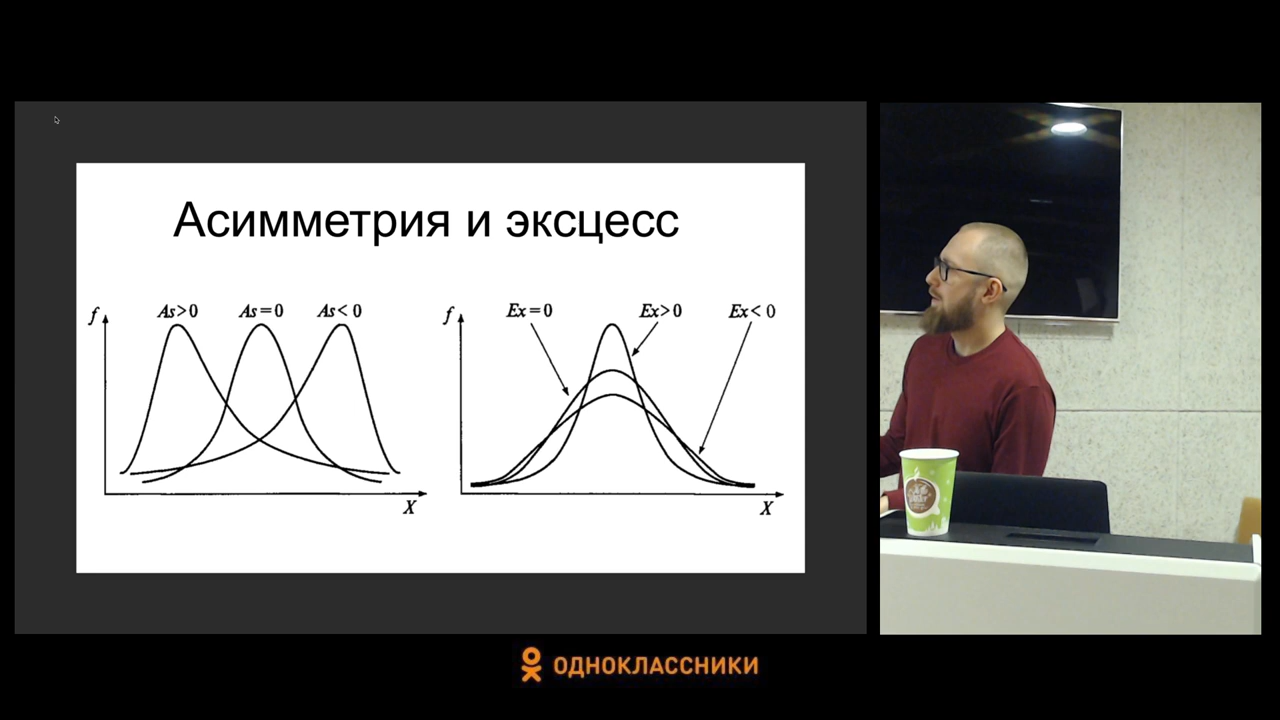 Асимметрия и эксцесс
f As>0 As=0 As<0
X
f Ex=0 Ex>0 Ex<0
X
ОДНОКЛАССНИКИ